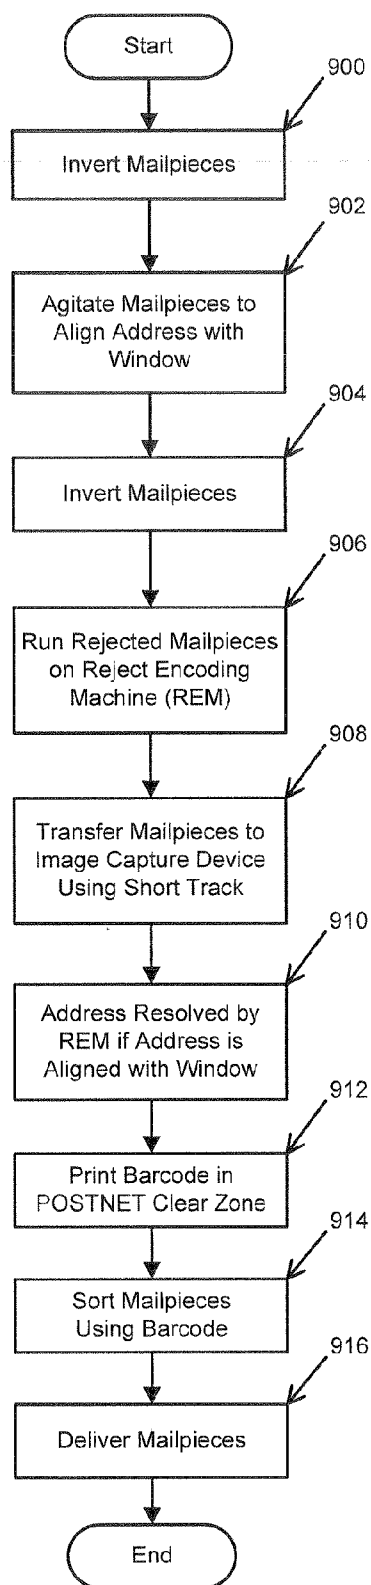 Start
900
Invert Mailpieces
902
Agitate Mailpieces to
Align Address with
Window
904
Invert Mailpieces
906
Run Rejected Mailpieces
on Reject Encoding
Machine (REM)
908
Transfer Mailpieces to
Image Capture Device
Using Short Track
910
Address Resolved by
REM if Address is
Aligned with Window
912
Print Barcode in
POSTNET Clear Zone
914
Sort Mailpieces
Using Barcode
916
Deliver Mailpieces
End